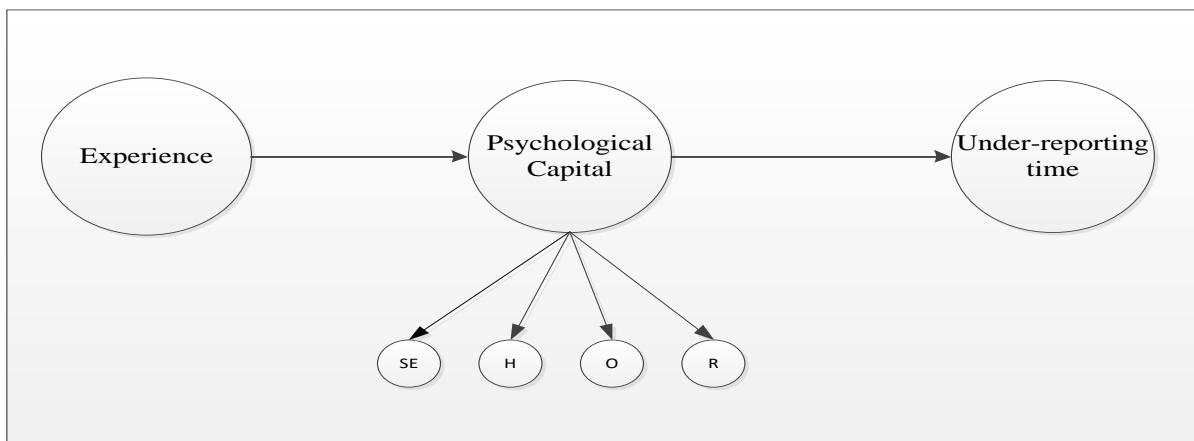 Experience
Psychological
Capital
Under-reporting
time
SE
H
O
R